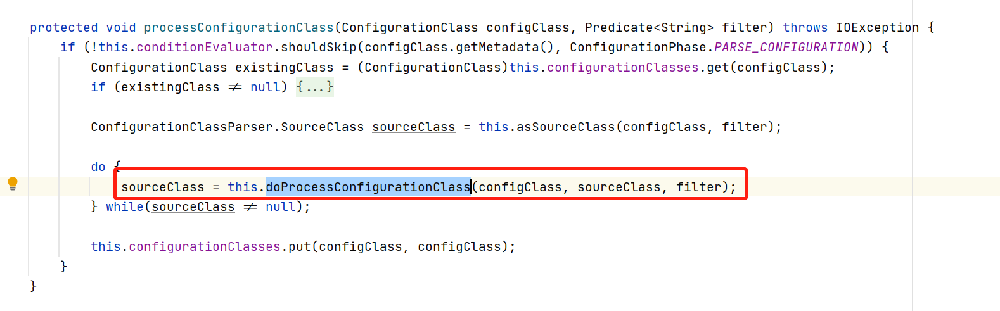 protected void processConfigurationClass(ConfigurationClass configClass, Predicate<String> filter) throws IOException {
if (!this.conditionEvaluator.shouldSkip(configClass.getMetadata(), ConfigurationPhase.PARSE_CONFIGURATION)) {
ConfigurationClass existingClass = (ConfigurationClass)this.configurationClasses.get(configClass);
if (existingClass ≠ null) {...}
ConfigurationClassParser.SourceClass sourceClass = this.asSourceClass(configClass, filter);
do {
sourceClass = this.doProcessConfigurationClass(configClass, sourceClass, filter);
} while(sourceClass ≠ null);
this.configurationClasses.put(configClass, configClass);
}
}